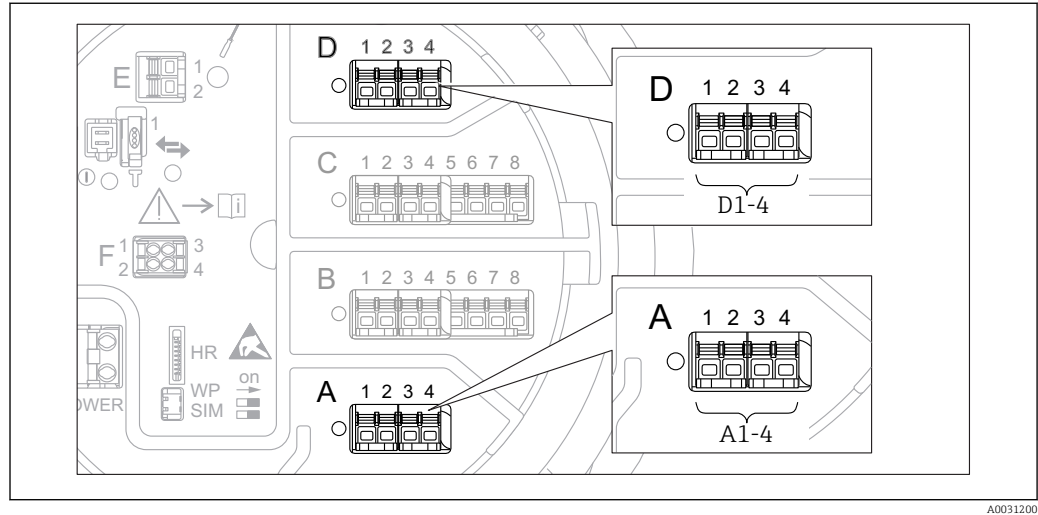 D 1 2 3 4
E 1
2
D
1 2 3 4
1
C 1 2 3 4 5 6 7 8
D1-4
i
F 1 3
2 4
B 1 2 3 4 5 6 7 8
A
1 2 3 4
HR
on
WP
SIM
OWER
A 1 2 3 4
A1-4
A0031200